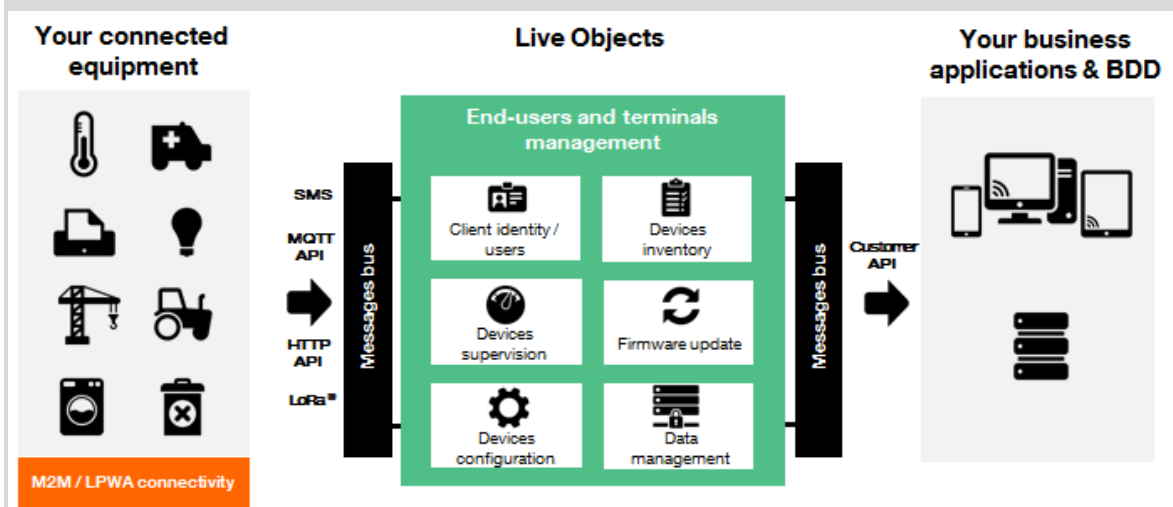 Your connected
equipment
Live Objects
Your business
applications & BDD
End-users and terminals
management
SMS
MQTT
API
HTTP
API
LoRa®
Messages bus
Client identity /
users
Devices
inventory
Devices
supervision
Firmware update
Devices
configuration
Data
management
Messages bus
Customer
API
M2M / LPWA connectivity